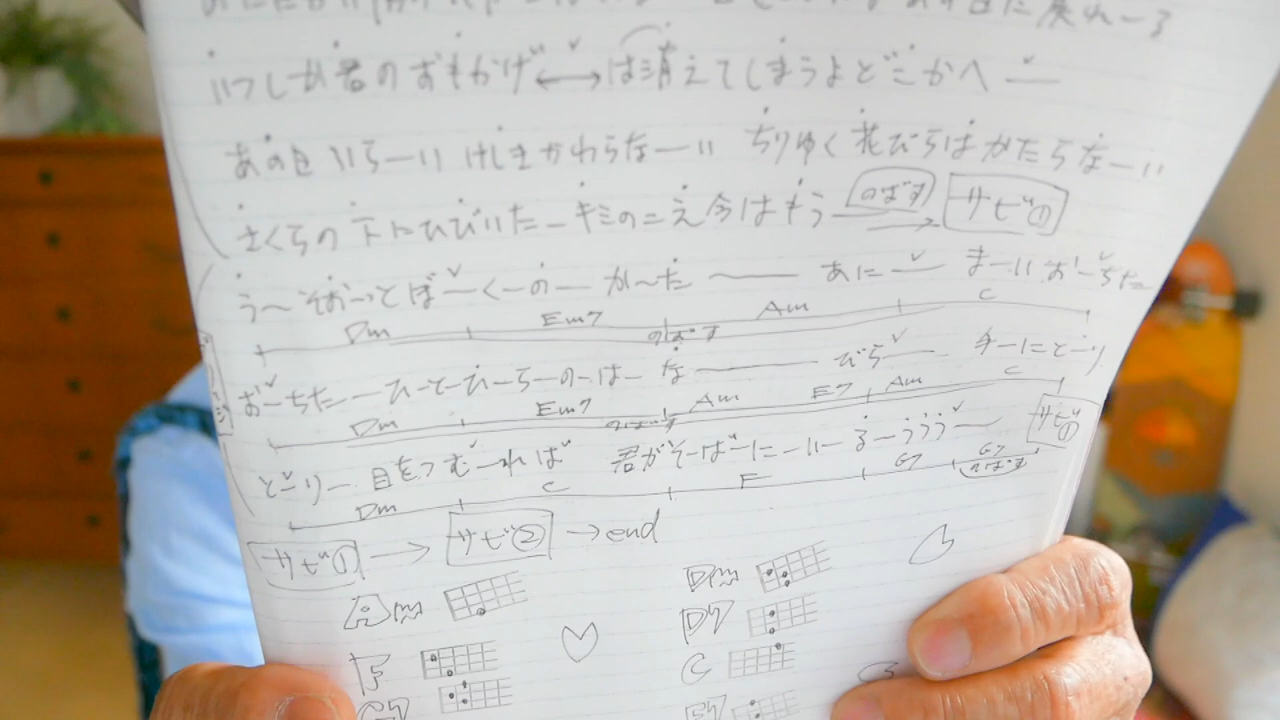 いつしか君のおもかげ⟷は消えてしまうよどこかへ ー
あの日 いらーい けしきかわらなーい ちりゆく花びらはかたらなーい
さくらの下にひびいたーキミのこえ今はもう のばす → サビ①
う～ そおーっとばーくーのー かーた —— あにー まーいおーちた
Dm Em7 のばす Am C
おーちたーひーとーひーらーのーはー な —— びらー 手ーにとーり
Dm Em7 のばす Am E7 Am C
とーりー 目をつむーれば 君がそーばーにーいーるーううう— サビ①
Dm C F G7 G7 のばす
サビ① → サビ② → end
Am Dm
D7
F C
G7 E7